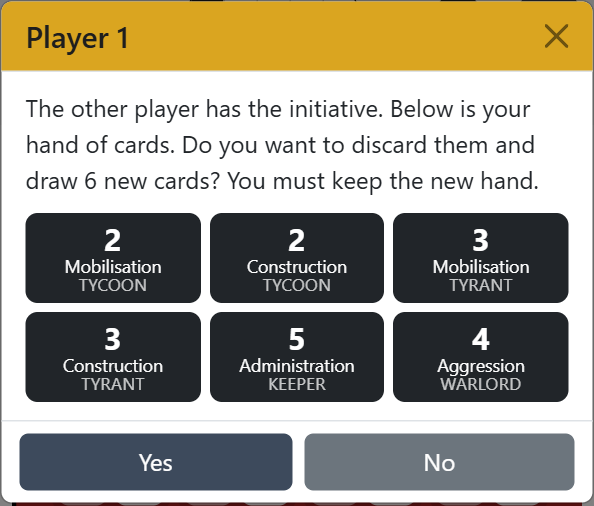 Player 1
The other player has the initiative. Below is your
hand of cards. Do you want to discard them and
draw 6 new cards? You must keep the new hand.
2
Mobilisation
TYCOON
2
Construction
TYCOON
3
Mobilisation
TYRANT
3
Construction
TYRANT
5
Administration
KEEPER
4
Aggression
WARLORD
Yes
No